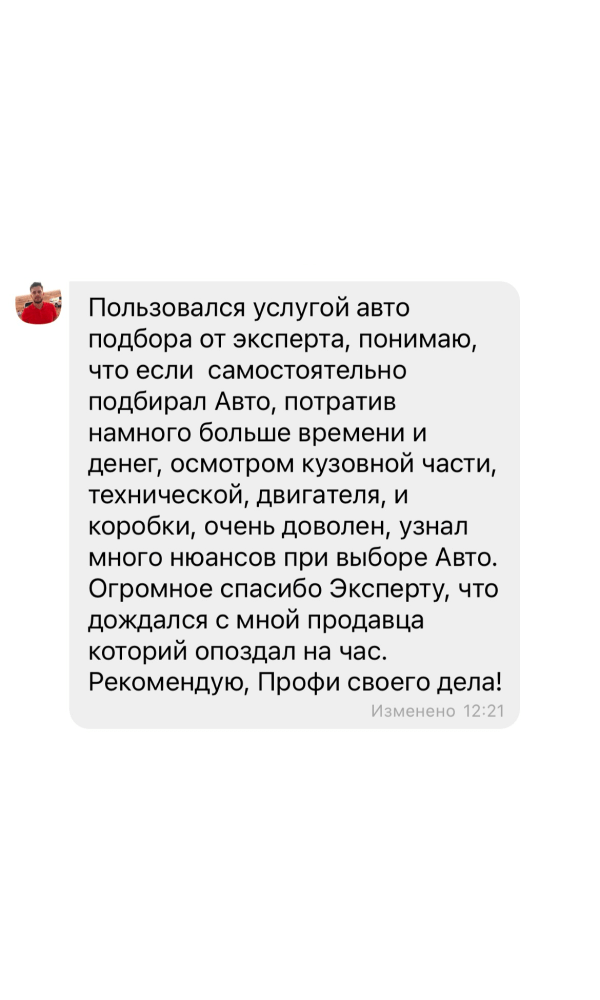 Пользовался услугой авто
подбора от эксперта, понимаю,
что если  самостоятельно
подбирал Авто, потратив
намного больше времени и
денег, осмотром кузовной части,
технической, двигателя, и
коробки, очень доволен, узнал
много нюансов при выборе Авто.
Огромное спасибо Эксперту, что
дождался с мной продавца
которий опоздал на час.
Рекомендую, Профи своего дела!
Изменено 12:21